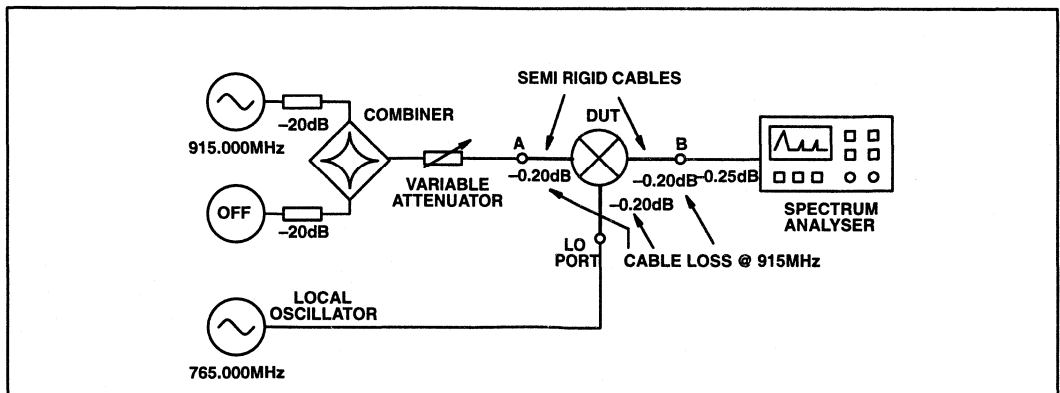 SEMI RIGID CABLES
COMBINER
DUT
–20dB
915.000MHz
A
B
–0.20dB
–0.20dB
–0.25dB
VARIABLE
ATTENUATOR
–0.20dB
SPECTRUM
ANALYSER
OFF
–20dB
LO
PORT
CABLE LOSS @ 915MHz
LOCAL
OSCILLATOR
765.000MHz